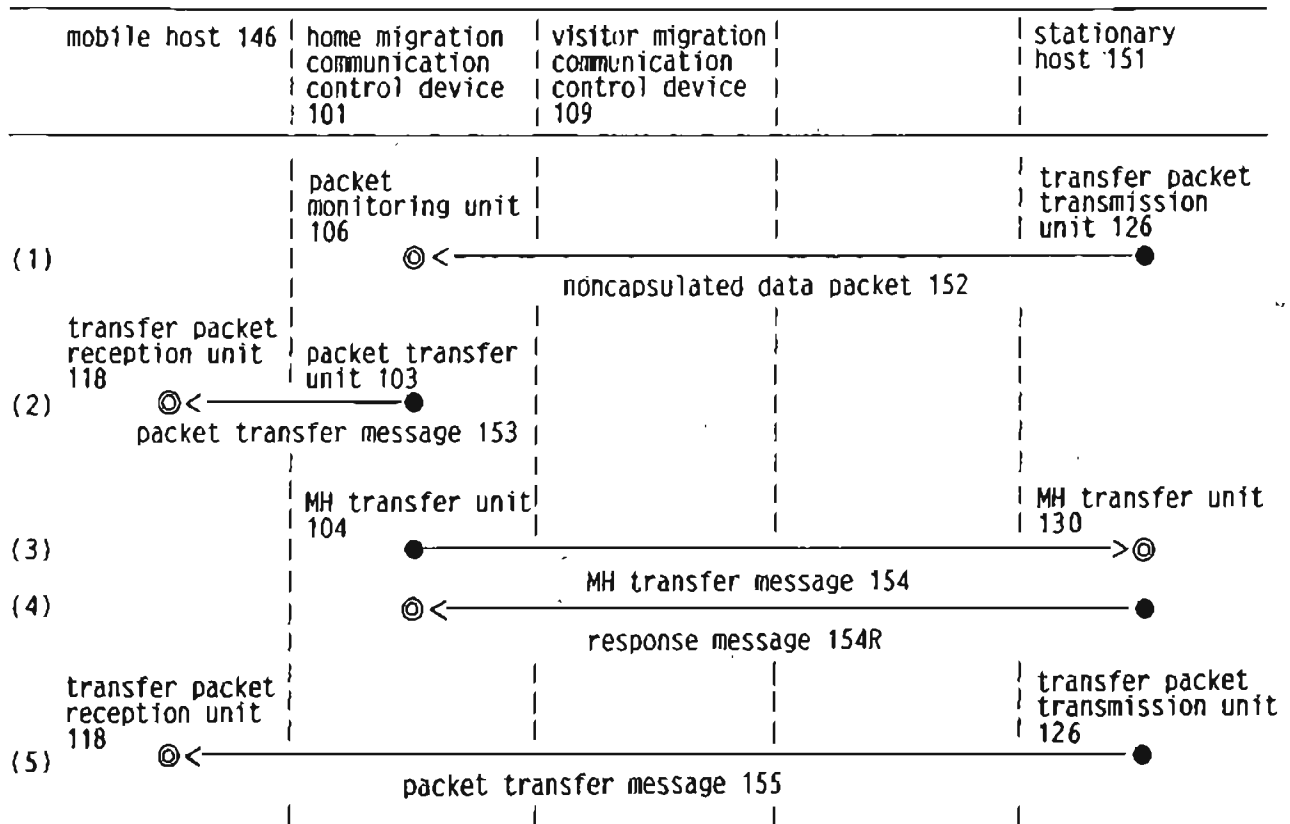 mobile host 146
home migration
communication
control device
101
visitor migration
communication
control device
109
stationary
host 151
packet
monitoring unit
106
transfer packet
transmission
unit 126
(1)
noncapsulated data packet 152
transfer packet
reception unit
118
packet transfer
unit 103
(2)
packet transfer message 153
MH transfer unit
104
MH transfer unit
130
(3)
MH transfer message 154
(4)
response message 154R
transfer packet
reception unit
118
transfer packet
transmission unit
126
(5)
packet transfer message 155